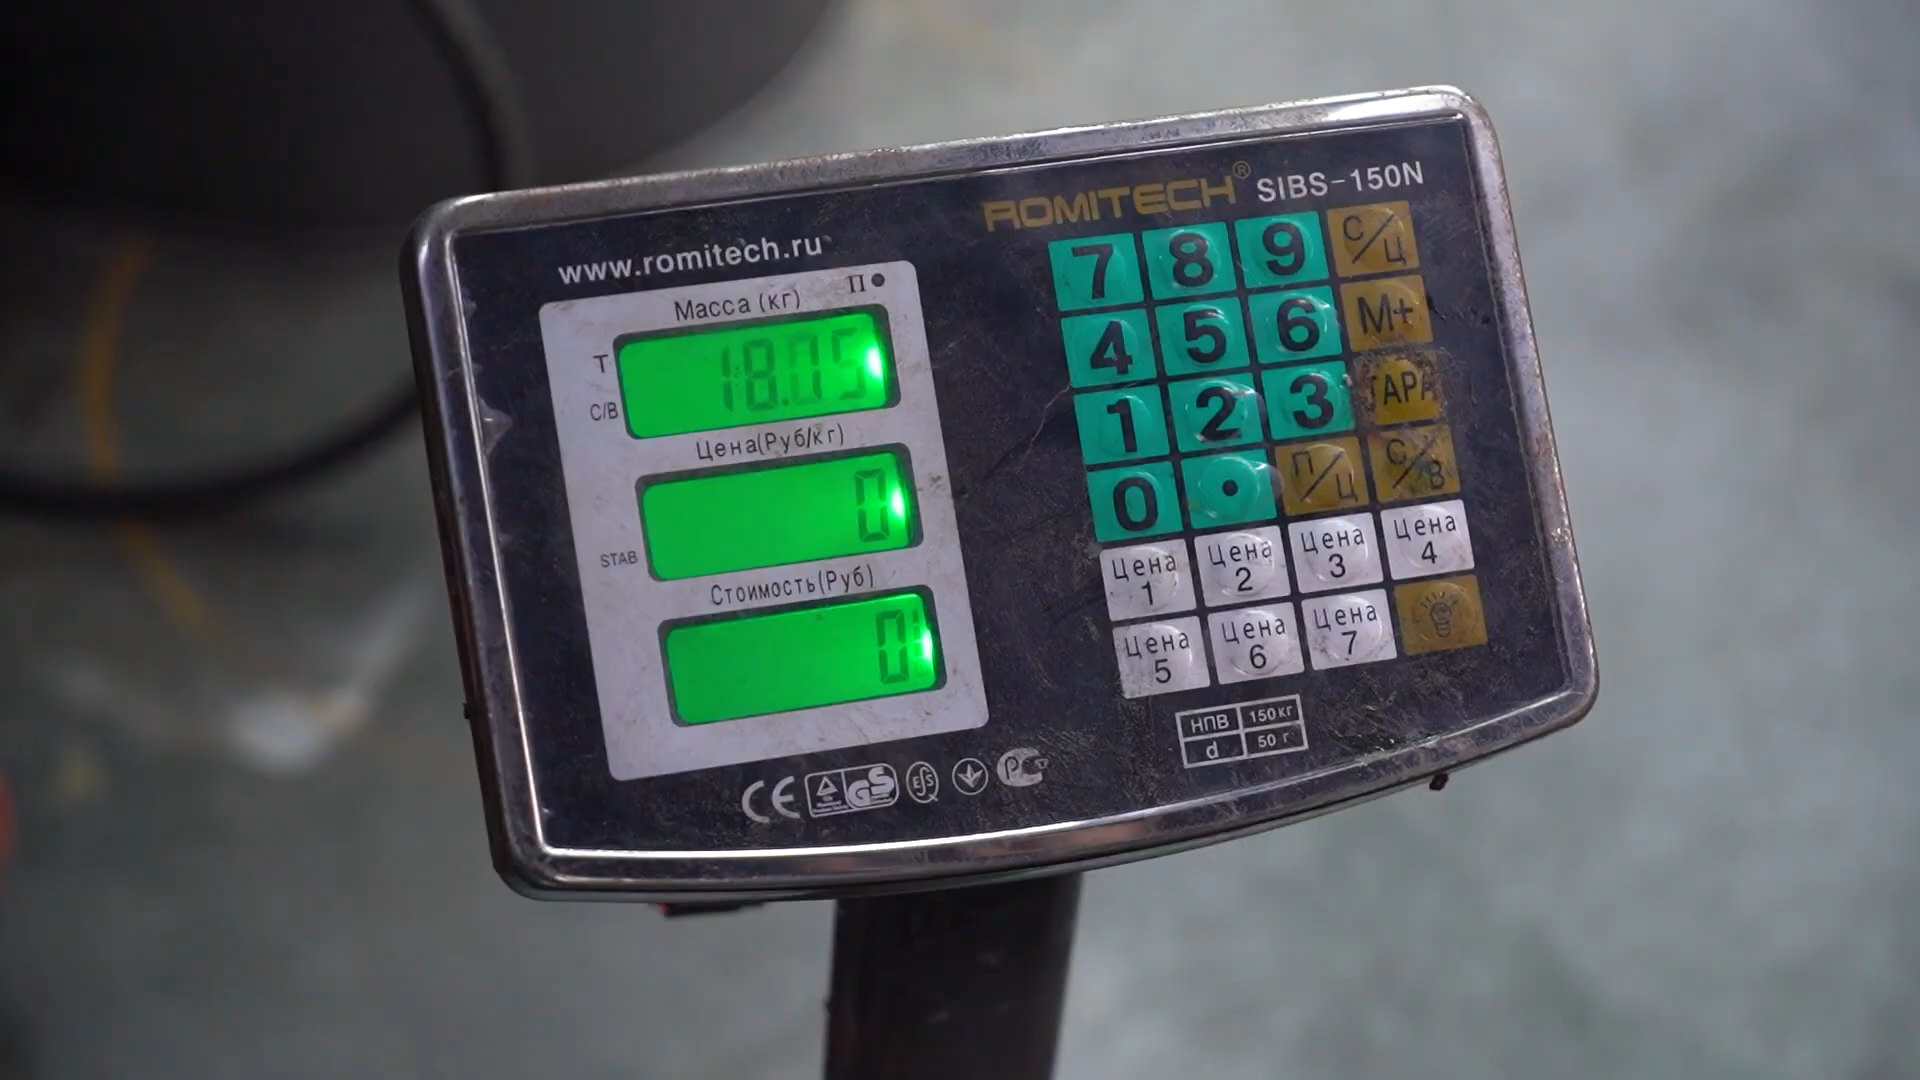 ROMITECH® SIBS-150N
www.romitech.ru
Масса (кг) П
Т
18.05
С/В
Цена(Руб/кг)
0
STAB
Стоимость(Руб)
0
7 8 9 С/Ц
4 5 6 М+
1 2 3 ТАРА
0 . П/Ц С/В
Цена 1 Цена 2 Цена 3 Цена 4
Цена 5 Цена 6 Цена 7
НПВ 150кг
d 50 г
CE GS